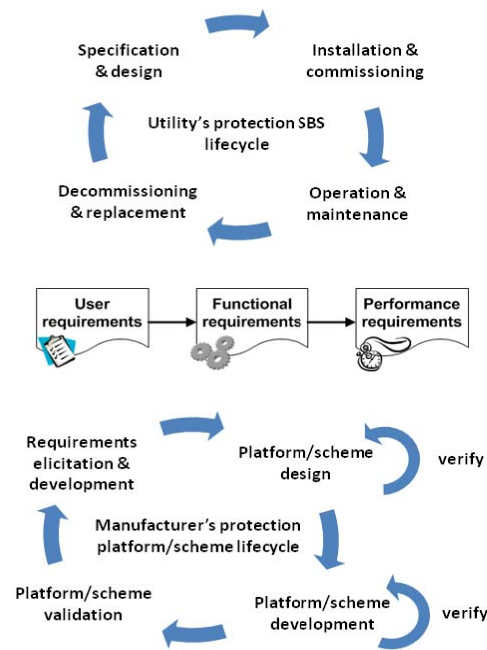 Specification
& design
Installation &
commissioning
Utility's protection SBS
lifecycle
Decommissioning
& replacement
Operation &
maintenance
User
requirements
Functional
requirements
Performance
requirements
Requirements
elicitation &
development
Platform/scheme
design
verify
Manufacturer's protection
platform/scheme lifecycle
Platform/scheme
validation
Platform/scheme
development
verify